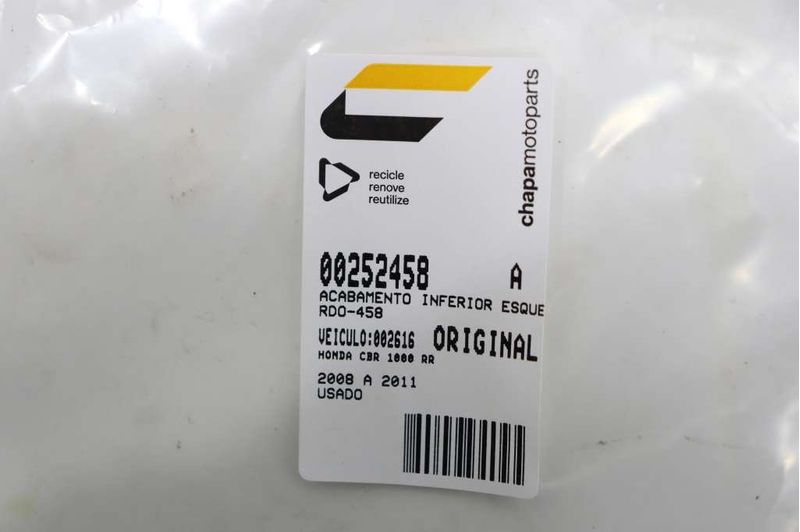 chapamotoparts
recicle
renove
reutilize
00252458 A
ACABAMENTO INFERIOR ESQUE
RDO-458
VEICULO:002616 ORIGINAL
HONDA CBR 1000 RR
2008 A 2011
USADO